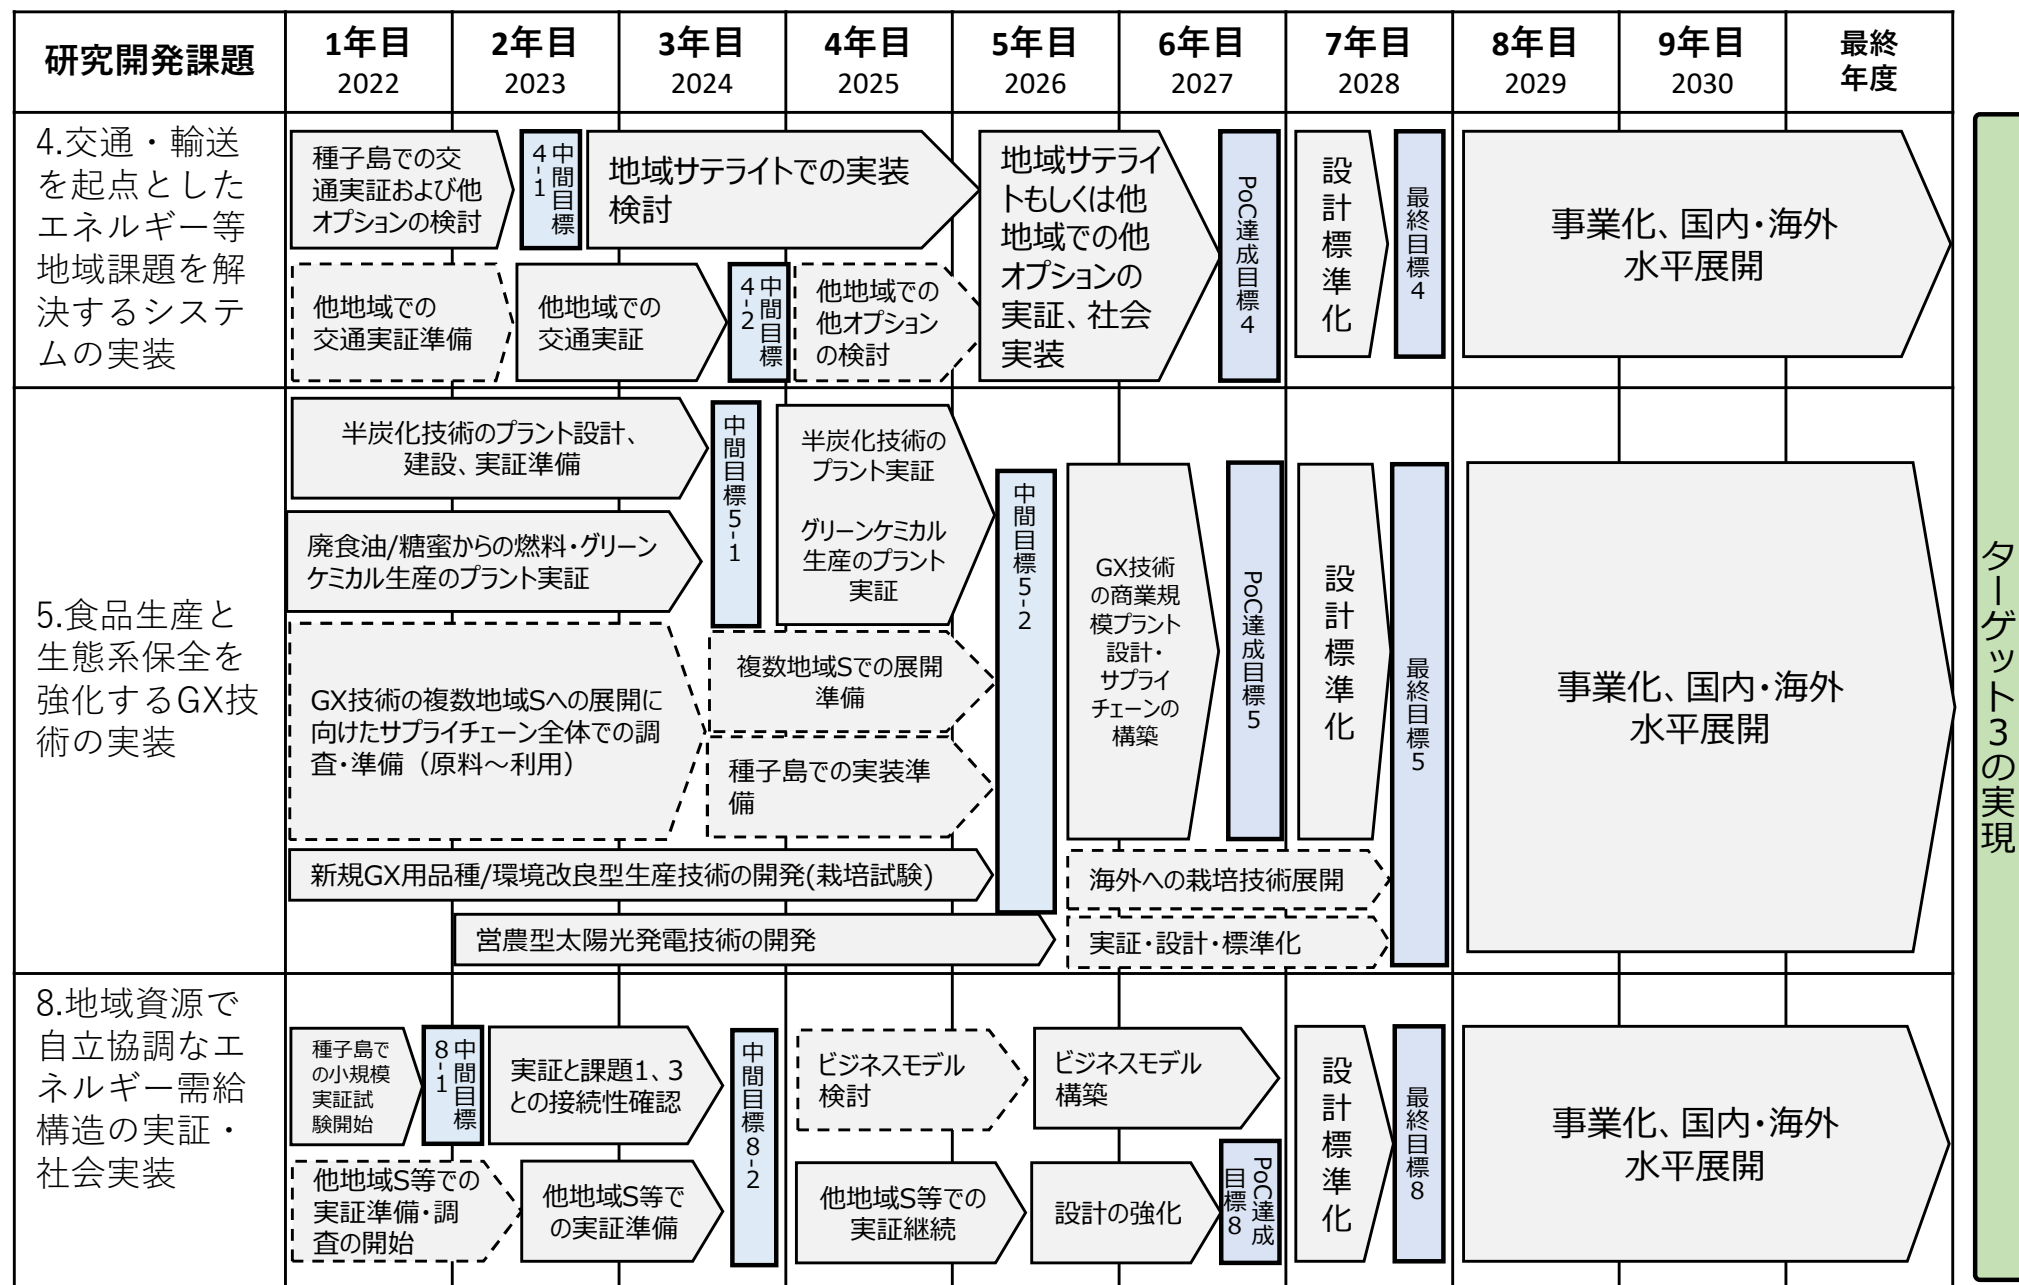 研究開発課題
1年目
2022
2年目
2023
3年目
2024
4年目
2025
5年目
2026
6年目
2027
7年目
2028
8年目
2029
9年目
2030
最終
年度
4.交通・輸送
を起点とした
エネルギー等
地域課題を解
決するシステ
ムの実装
種子島での交
通実証および他
オプションの検討
中間目標
4-1
地域サテライトでの実装
検討
他地域での
交通実証準備
他地域での
交通実証
中間目標
4-2
他地域での
他オプション
の検討
地域サテライ
トもしくは他
地域での他
オプションの
実証、社会
実装
PoC達成目標4
設計標準化
最終目標4
事業化、国内・海外
水平展開
5.食品生産と
生態系保全を
強化するGX技
術の実装
半炭化技術のプラント設計、
建設、実証準備
廃食油/糖蜜からの燃料・グリーン
ケミカル生産のプラント実証
中間目標5-1
半炭化技術の
プラント実証
グリーンケミカル
生産のプラント
実証
GX技術の複数地域Sへの展開に
向けたサプライチェーン全体での調
査・準備（原料～利用）
複数地域Sでの展開
準備
種子島での実装準
備
新規GX用品種/環境改良型生産技術の開発(栽培試験)
営農型太陽光発電技術の開発
中間目標5-2
GX技術
の商業規
模プラント
設計・
サプライ
チェーンの
構築
PoC達成目標5
設計標準化
海外への栽培技術展開
実証・設計・標準化
最終目標5
事業化、国内・海外
水平展開
8.地域資源で
自立協調なエ
ネルギー需給
構造の実証・
社会実装
種子島で
の小規模
実証試
験開始
中間目標
8-1
実証と課題1、3
との接続性確認
他地域S等での
実証準備・調
査の開始
他地域S等で
の実証準備
中間目標8-2
ビジネスモデル
検討
ビジネスモデル
構築
他地域S等での
実証継続
設計の強化
PoC達成
目標8
設計標準化
最終目標8
事業化、国内・海外
水平展開
ターゲット3の実現